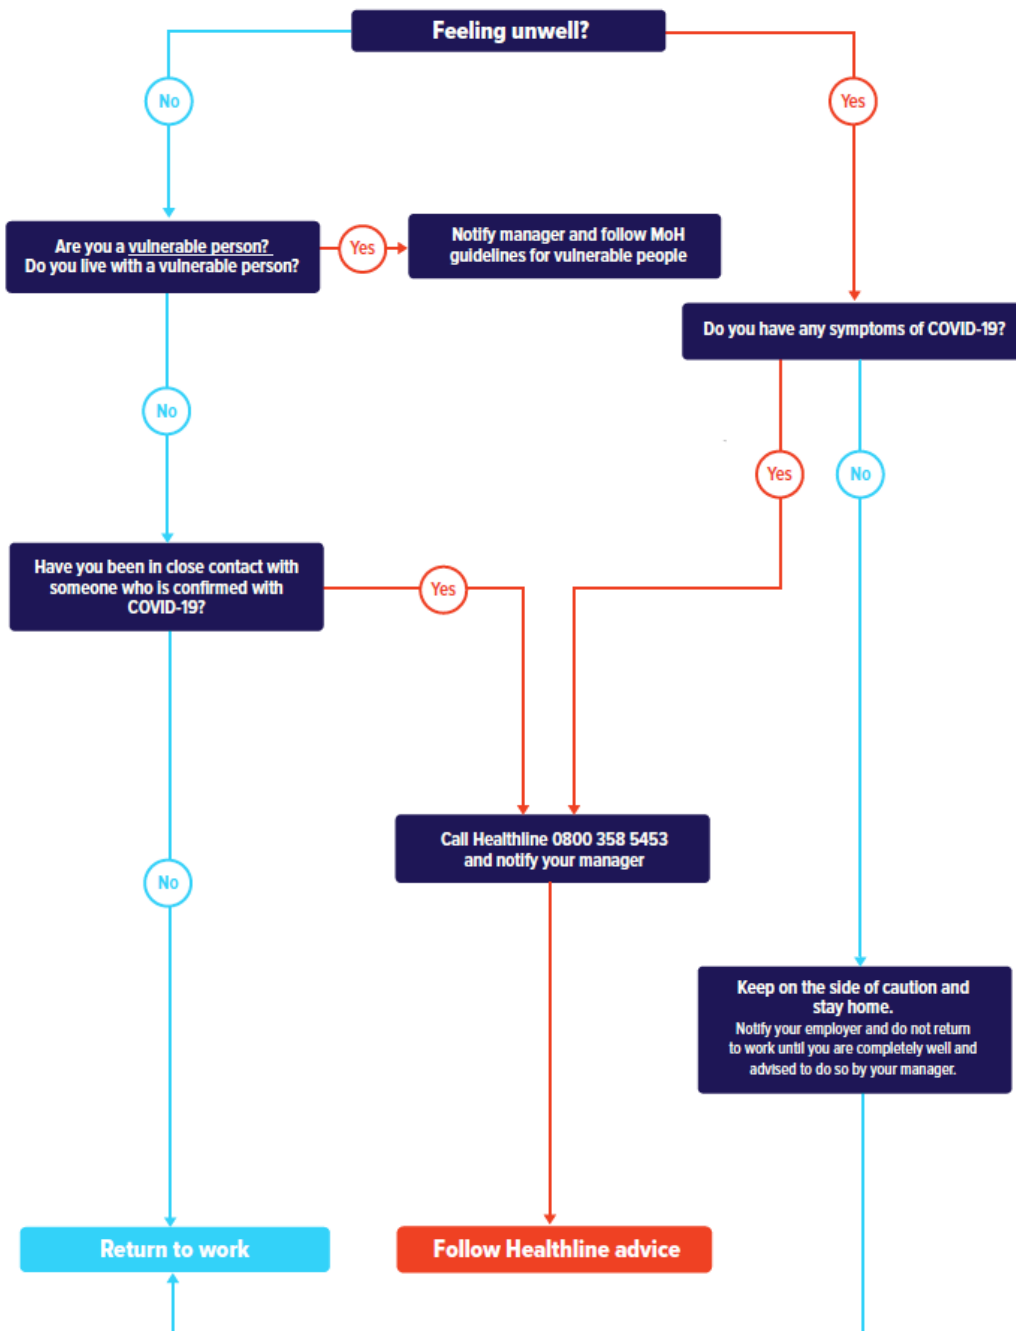 Feeling unwell?
No
Yes
Are you a vulnerable person?
Do you live with a vulnerable person?
Yes
Notify manager and follow MoH
guidelines for vulnerable people
Do you have any symptoms of COVID-19?
No
Yes
No
Have you been in close contact with
someone who is confirmed with
COVID-19?
Yes
Call Healthline 0800 358 5453
and notify your manager
No
Keep on the side of caution and
stay home.
Notify your employer and do not return
to work until you are completely well and
advised to do so by your manager.
Return to work
Follow Healthline advice